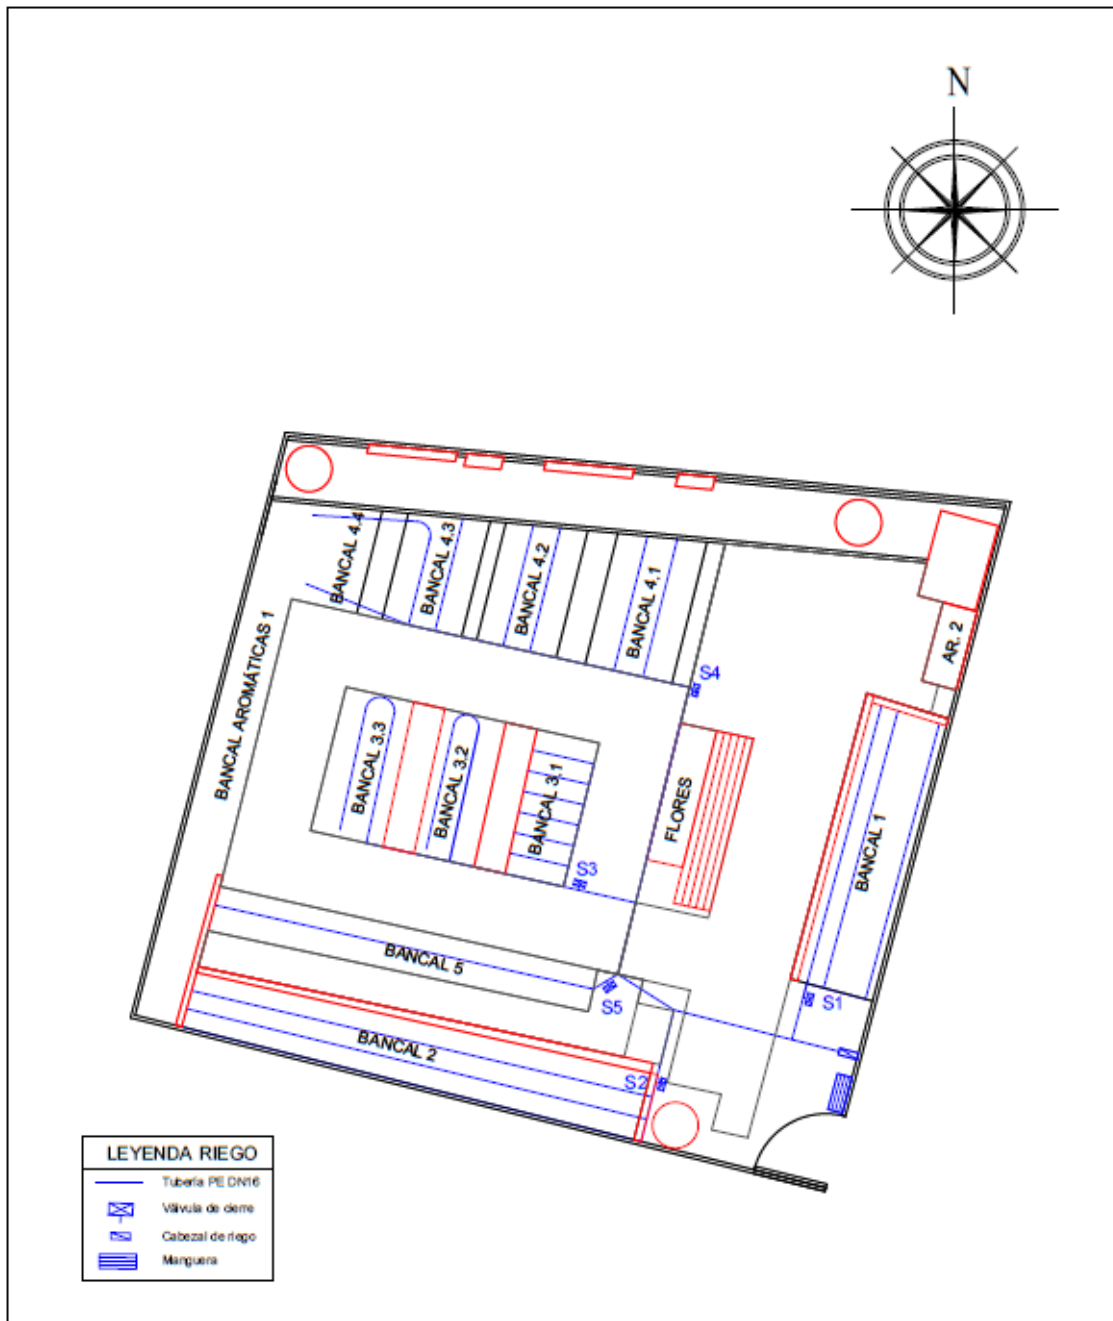 N
BANCAL 4.4
BANCAL 4.3
BANCAL 4.2
BANCAL 4.1
AR. 2
S4
BANCAL AROMÁTICAS 1
BANCAL 3.3
BANCAL 3.2
BANCAL 3.1
FLORES
BANCAL 1
S3
BANCAL 5
S5
S1
BANCAL 2
S2
LEYENDA RIEGO
Tubería PE DN16
Válvula de cierre
Cabezal de riego
Manguera